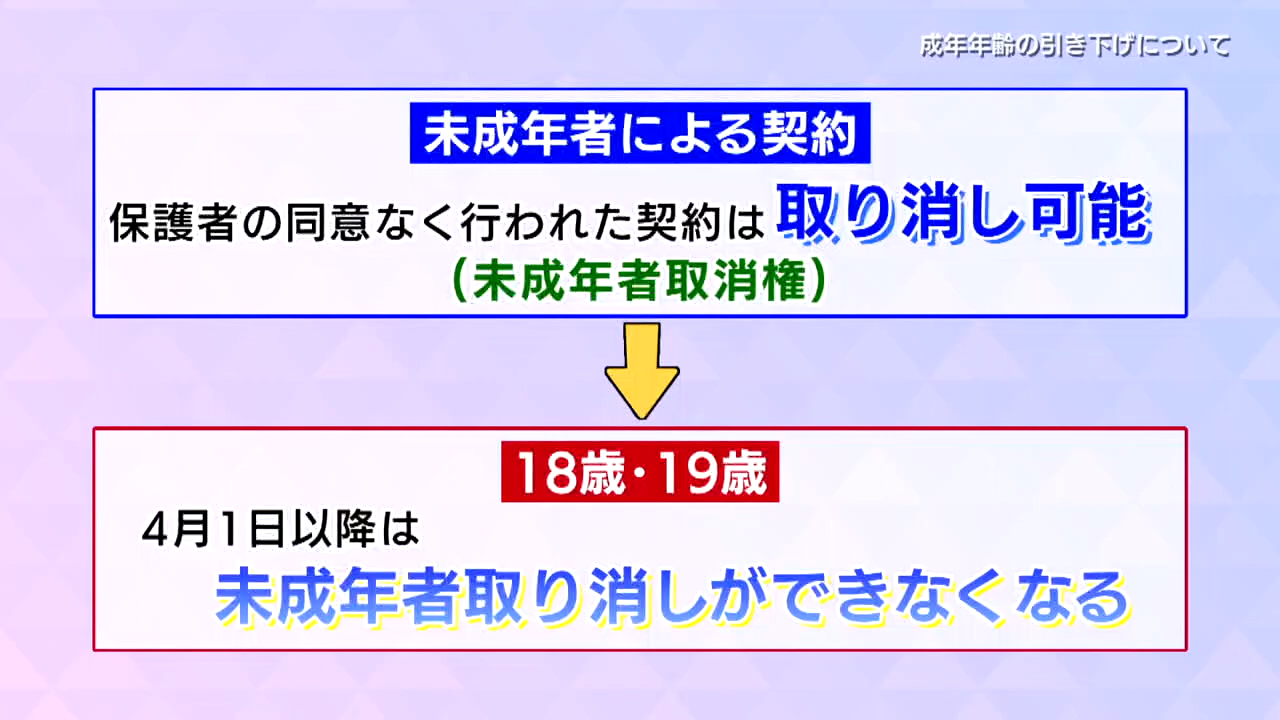 成年年齢の引き下げについて
未成年者による契約
保護者の同意なく行われた契約は取り消し可能
(未成年者取消権)
18歳・19歳
4月1日以降は
未成年者取り消しができなくなる